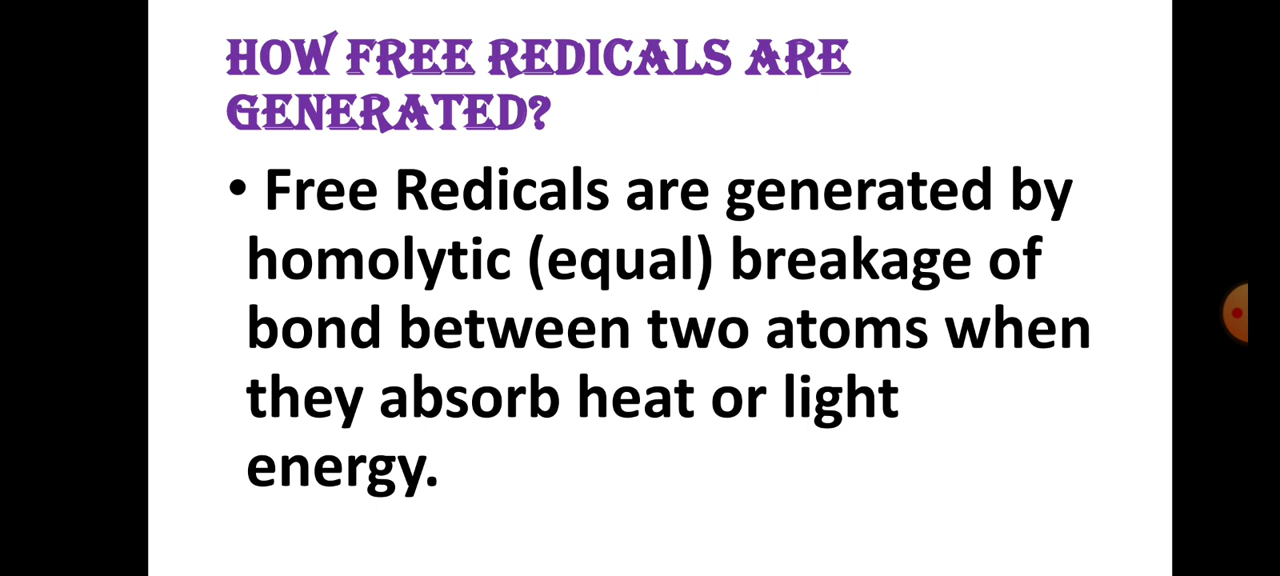 HOW FREE REDICALS ARE
GENERATED?
• Free Redicals are generated by
homolytic (equal) breakage of
bond between two atoms when
they absorb heat or light
energy.